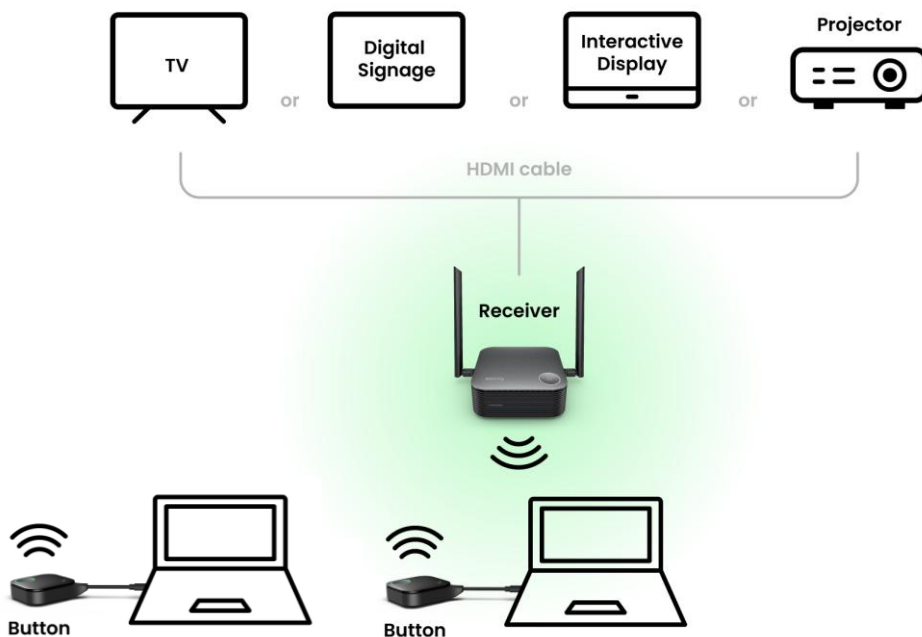 Projector
TV
Digital
Signage
Interactive
Display
or
or
or
HDMI cable
Receiver
Button
Button